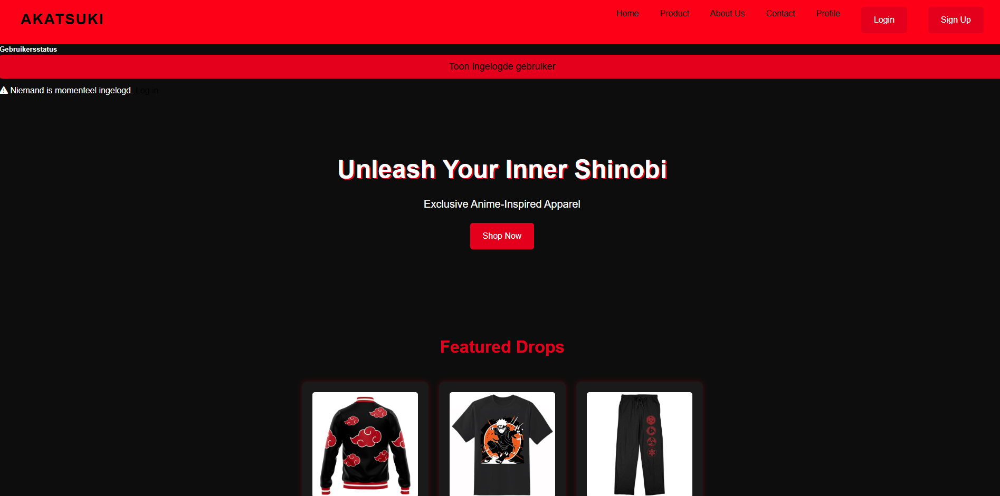 AKATSUKI
Home Product About Us Contact Profile Login Sign Up
Gebruikersstatus
Toon ingelogde gebruiker
Niemand is momenteel ingelogd. Log in
Unleash Your Inner Shinobi
Exclusive Anime-Inspired Apparel
Shop Now
Featured Drops